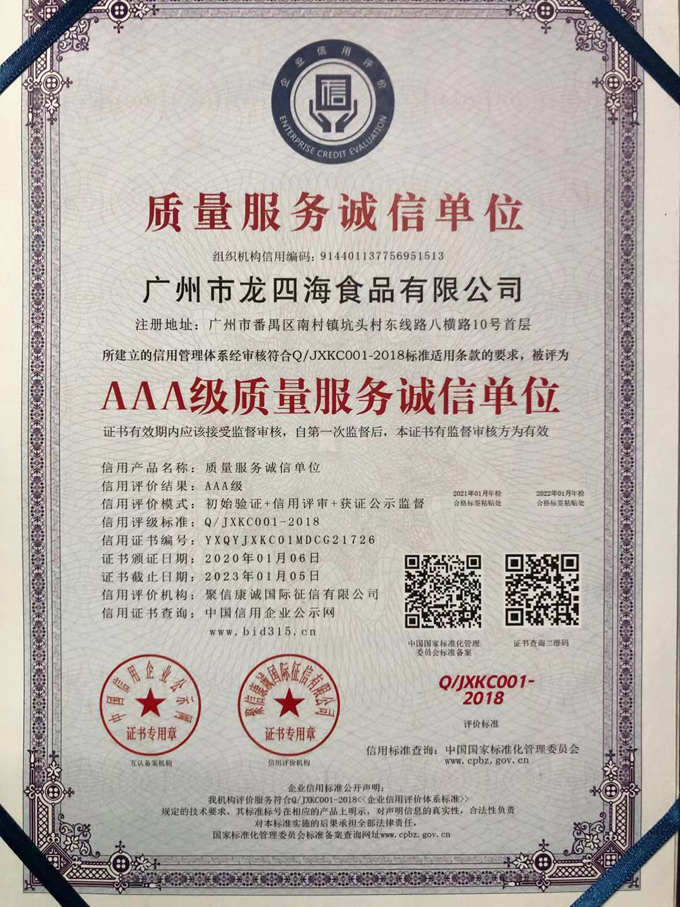 企业信用评价
信
ENTERPRISE CREDIT EVALUATION
质量服务诚信单位
组织机构信用编码：914401137756951513
广州市龙四海食品有限公司
注册地址：广州市番禺区南村镇坑头村东线路八横路10号首层
所建立的信用管理体系经审核符合Q/JXKC001-2018标准适用条款的要求，被评为
AAA级质量服务诚信单位
证书有效期内应该接受监督审核，自第一次监督后，本证书有监督审核方为有效
信用产品名称：质量服务诚信单位
信用评价结果：AAA级
信用评价模式：初始验证+信用评审+获证公示监督
信用评级标准：Q/JXKC001-2018
信用证书编号：YXQYJXKC01MDCG21726
证书颁证日期：2020年01月06日
证书截止日期：2023年01月05日
信用评价机构：聚信康诚国际征信有限公司
信用证书查询：中国信用企业公示网
www.bid315.cn
2021年01月年检
合格标签粘贴处
2022年01月年检
合格标签粘贴处
中国国家标准化管理
委员会标准备案
证书查询二维码
中国信用企业公示网
证书专用章
互认备案机构
聚信康诚国际征信有限公司
证书专用章
信用评价机构
Q/JXKC001-
2018
评价标准
信用标准查询：中国国家标准化管理委员会
www.cpbz.gov.cn
企业信用标准公开声明：
我机构评价服务符合Q/JXKC001-2018<<企业信用评价体系标准>>
规定的技术要求，其标准标号在相应的产品上明示，对声明信息的真实性，合法性负责
对本标准实施的后果承担全部法律责任，
国家标准化管理委员会标准备案查询网址www.cpbz.gov.cn